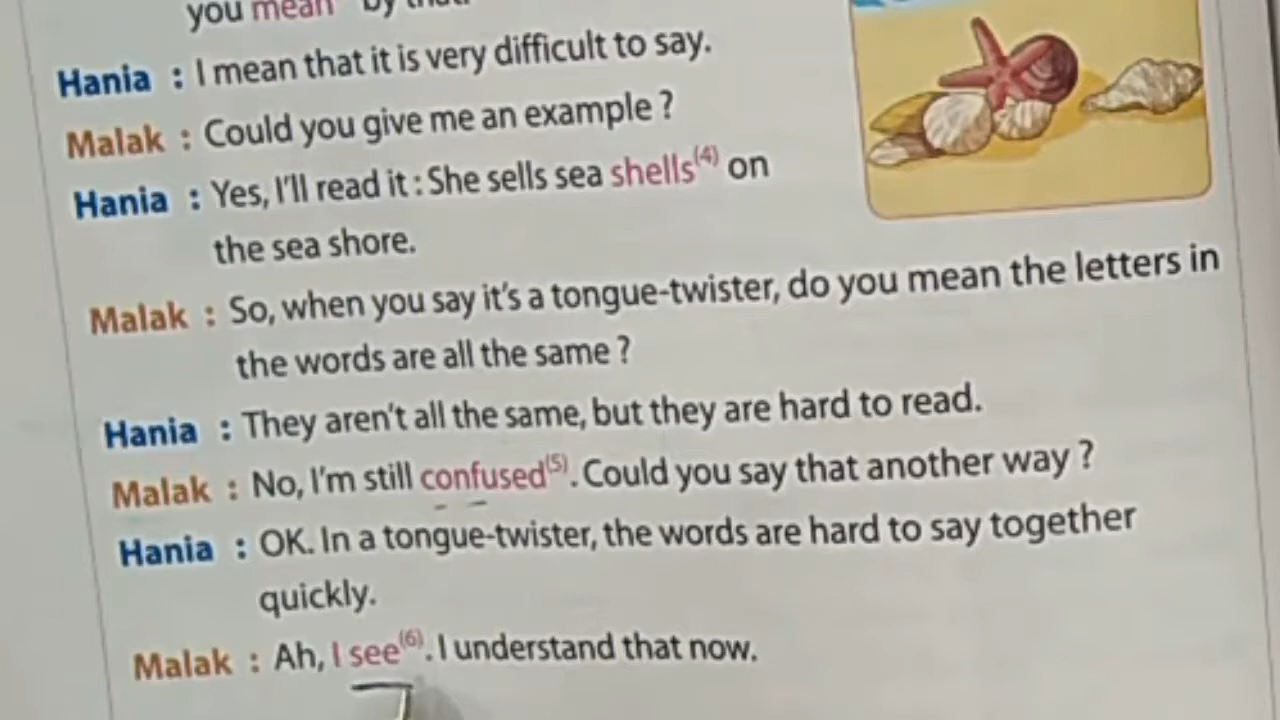 you mean by that
Hania : I mean that it is very difficult to say.
Malak : Could you give me an example ?
Hania : Yes, I'll read it : She sells sea shells(4) on
the sea shore.
Malak : So, when you say it's a tongue-twister, do you mean the letters in
the words are all the same ?
Hania : They aren't all the same, but they are hard to read.
Malak : No, I'm still confused(5). Could you say that another way ?
Hania : OK. In a tongue-twister, the words are hard to say together
quickly.
Malak : Ah, I see(6). I understand that now.